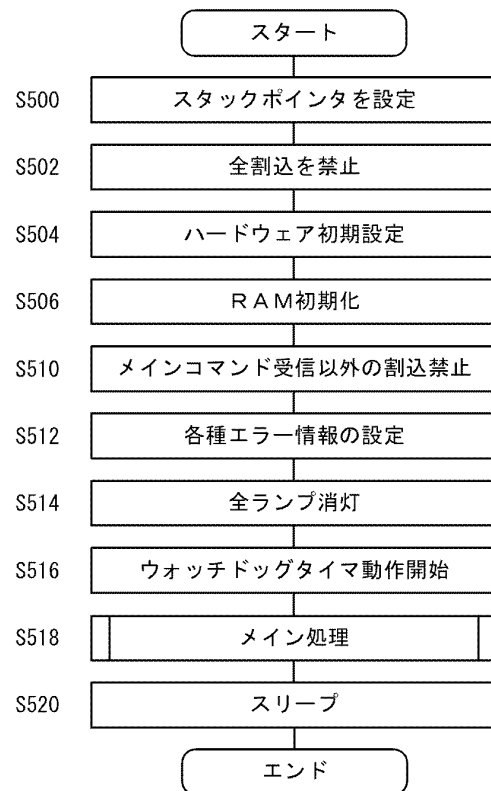 スタート
S500 スタックポインタを設定
S502 全割込を禁止
S504 ハードウェア初期設定
S506 ＲＡＭ初期化
S510 メインコマンド受信以外の割込禁止
S512 各種エラー情報の設定
S514 全ランプ消灯
S516 ウォッチドッグタイマ動作開始
S518 メイン処理
S520 スリープ
エンド